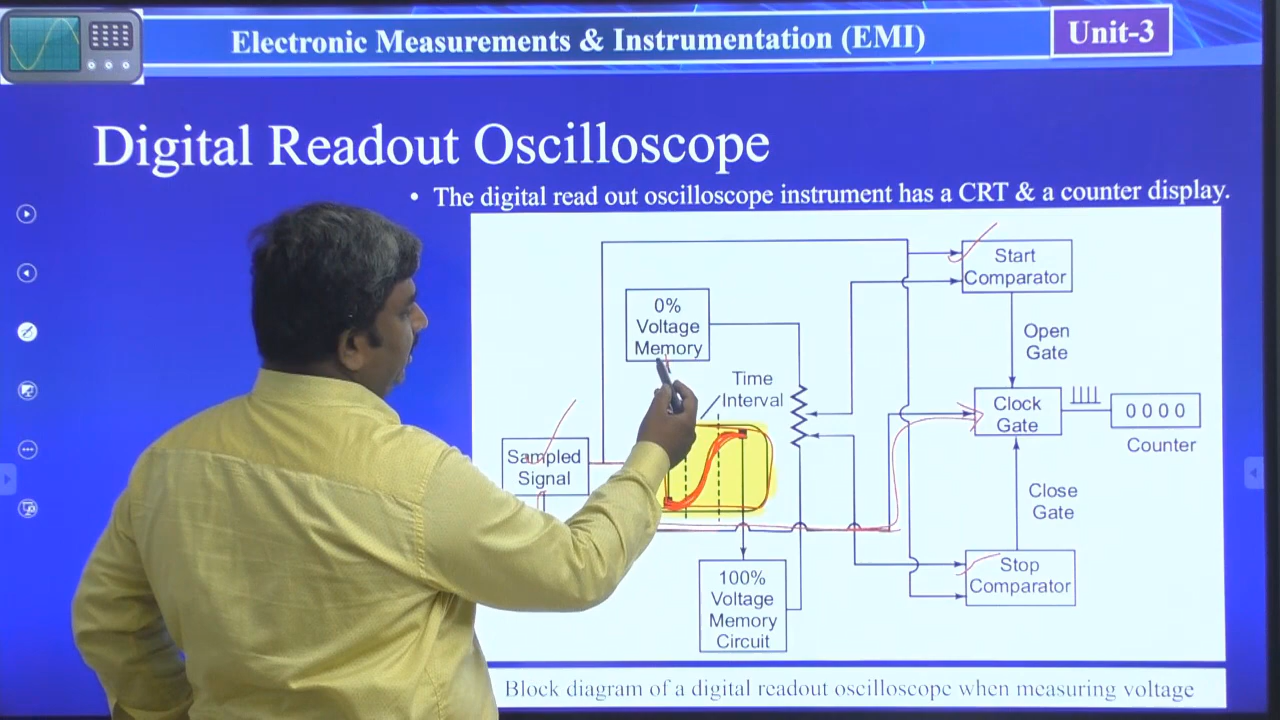 Electronic Measurements & Instrumentation (EMI)
Unit-3
Digital Readout Oscilloscope
• The digital read out oscilloscope instrument has a CRT & a counter display.
Start
Comparator
0%
Voltage
Memory
Open
Gate
Time
Interval
Clock
Gate
0 0 0 0
Counter
Sampled
Signal
Close
Gate
Stop
Comparator
100%
Voltage
Memory
Circuit
Block diagram of a digital readout oscilloscope when measuring voltage